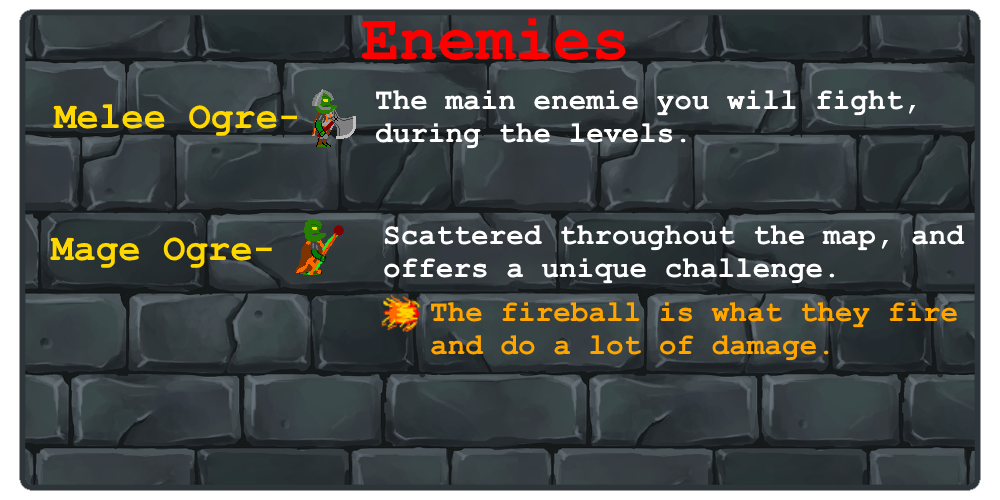 Enemies
Melee Ogre-
The main enemie you will fight,
during the levels.
Mage Ogre-
Scattered throughout the map, and
offers a unique challenge.
The fireball is what they fire
and do a lot of damage.